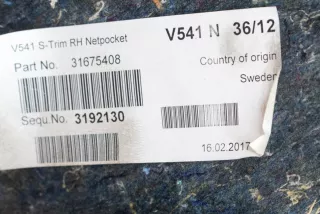 V541 S-Trim RH Netpocket
V541 N 36/12
Part No. 31675408
Country of origin
Sweden
Sequ.No. 3192130
16.02.2017